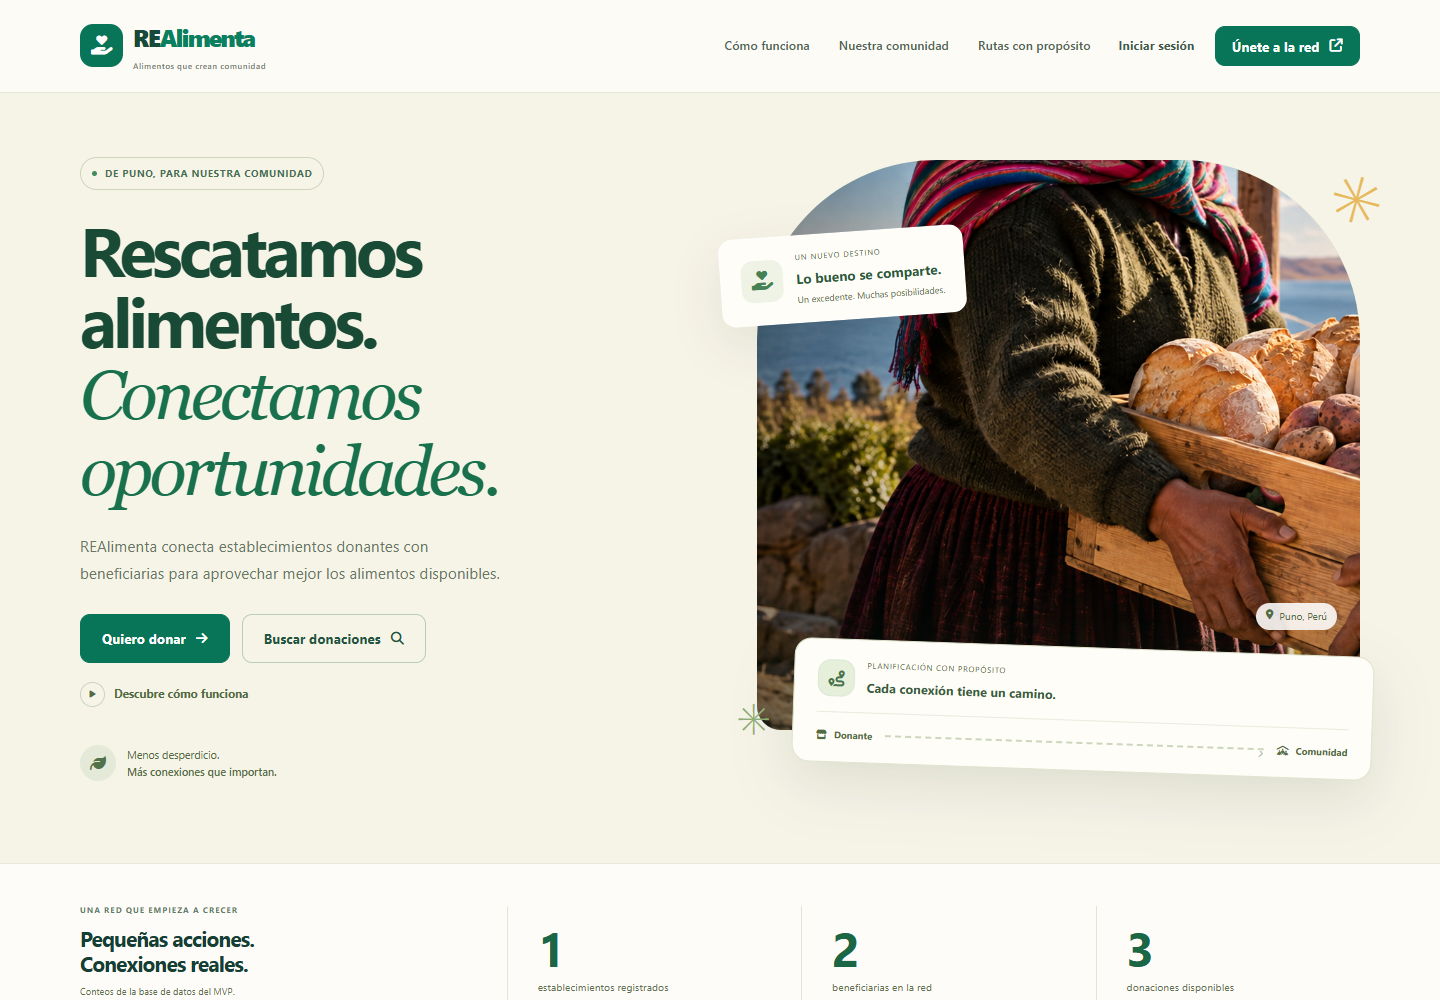 REAlimenta
Alimentos que crean comunidad
Cómo funciona
Nuestra comunidad
Rutas con propósito
Iniciar sesión
Únete a la red
DE PUNO, PARA NUESTRA COMUNIDAD
Rescatamos
alimentos.
Conectamos
oportunidades.
REAlimenta conecta establecimientos donantes con
beneficiarias para aprovechar mejor los alimentos disponibles.
Quiero donar
Buscar donaciones
Descubre cómo funciona
Menos desperdicio.
Más conexiones que importan.
UN NUEVO DESTINO
Lo bueno se comparte.
Un excedente. Muchas posibilidades.
Puno, Perú
PLANIFICACIÓN CON PROPÓSITO
Cada conexión tiene un camino.
Donante
Comunidad
UNA RED QUE EMPIEZA A CRECER
Pequeñas acciones.
Conexiones reales.
Conteos de la base de datos del MVP.
1
establecimientos registrados
2
beneficiarias en la red
3
donaciones disponibles